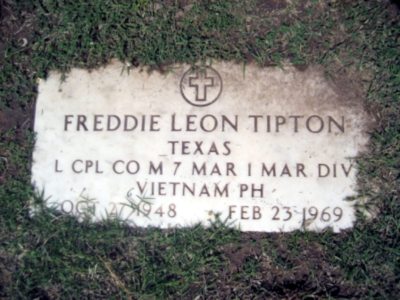 FREDDIE LEON TIPTON
TEXAS
L CPL CO M 7 MAR 1 MAR DIV
VIETNAM PH
OCT 27 1948 FEB 23 1969